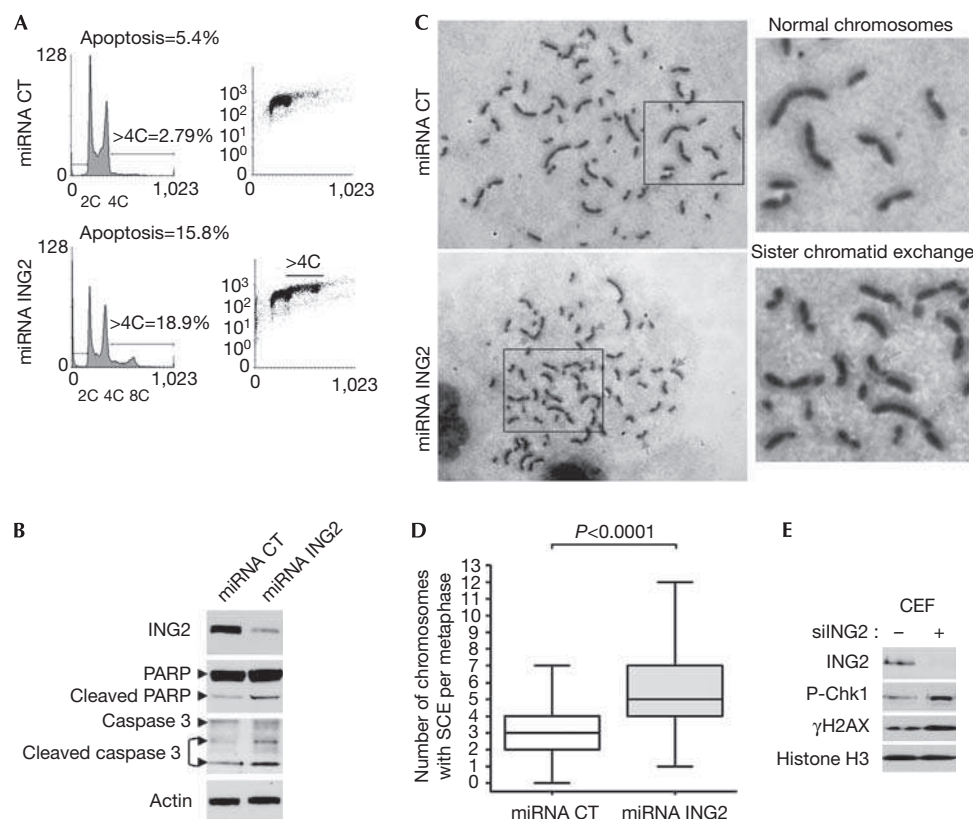 A
Apoptosis=5.4%
miRNA CT
128
>4C=2.79%
0
0 1,023
2C 4C
10³
10²
10¹
10⁰
0
0 1,023
Apoptosis=15.8%
miRNA ING2
128
>4C=18.9%
0
0 1,023
2C 4C 8C
>4C
10³
10²
10¹
10⁰
0
0 1,023
C
miRNA CT
Normal chromosomes
miRNA ING2
Sister chromatid exchange
B
miRNA CT
miRNA ING2
ING2
PARP
Cleaved PARP
Caspase 3
Cleaved caspase 3
Actin
D
P<0.0001
Number of chromosomes
with SCE per metaphase
13
12
11
10
9
8
7
6
5
4
3
2
1
0
miRNA CT miRNA ING2
E
CEF
siING2 : – +
ING2
P-Chk1
γH2AX
Histone H3